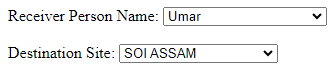 Receiver Person Name: Umar
Destination Site: SOI ASSAM